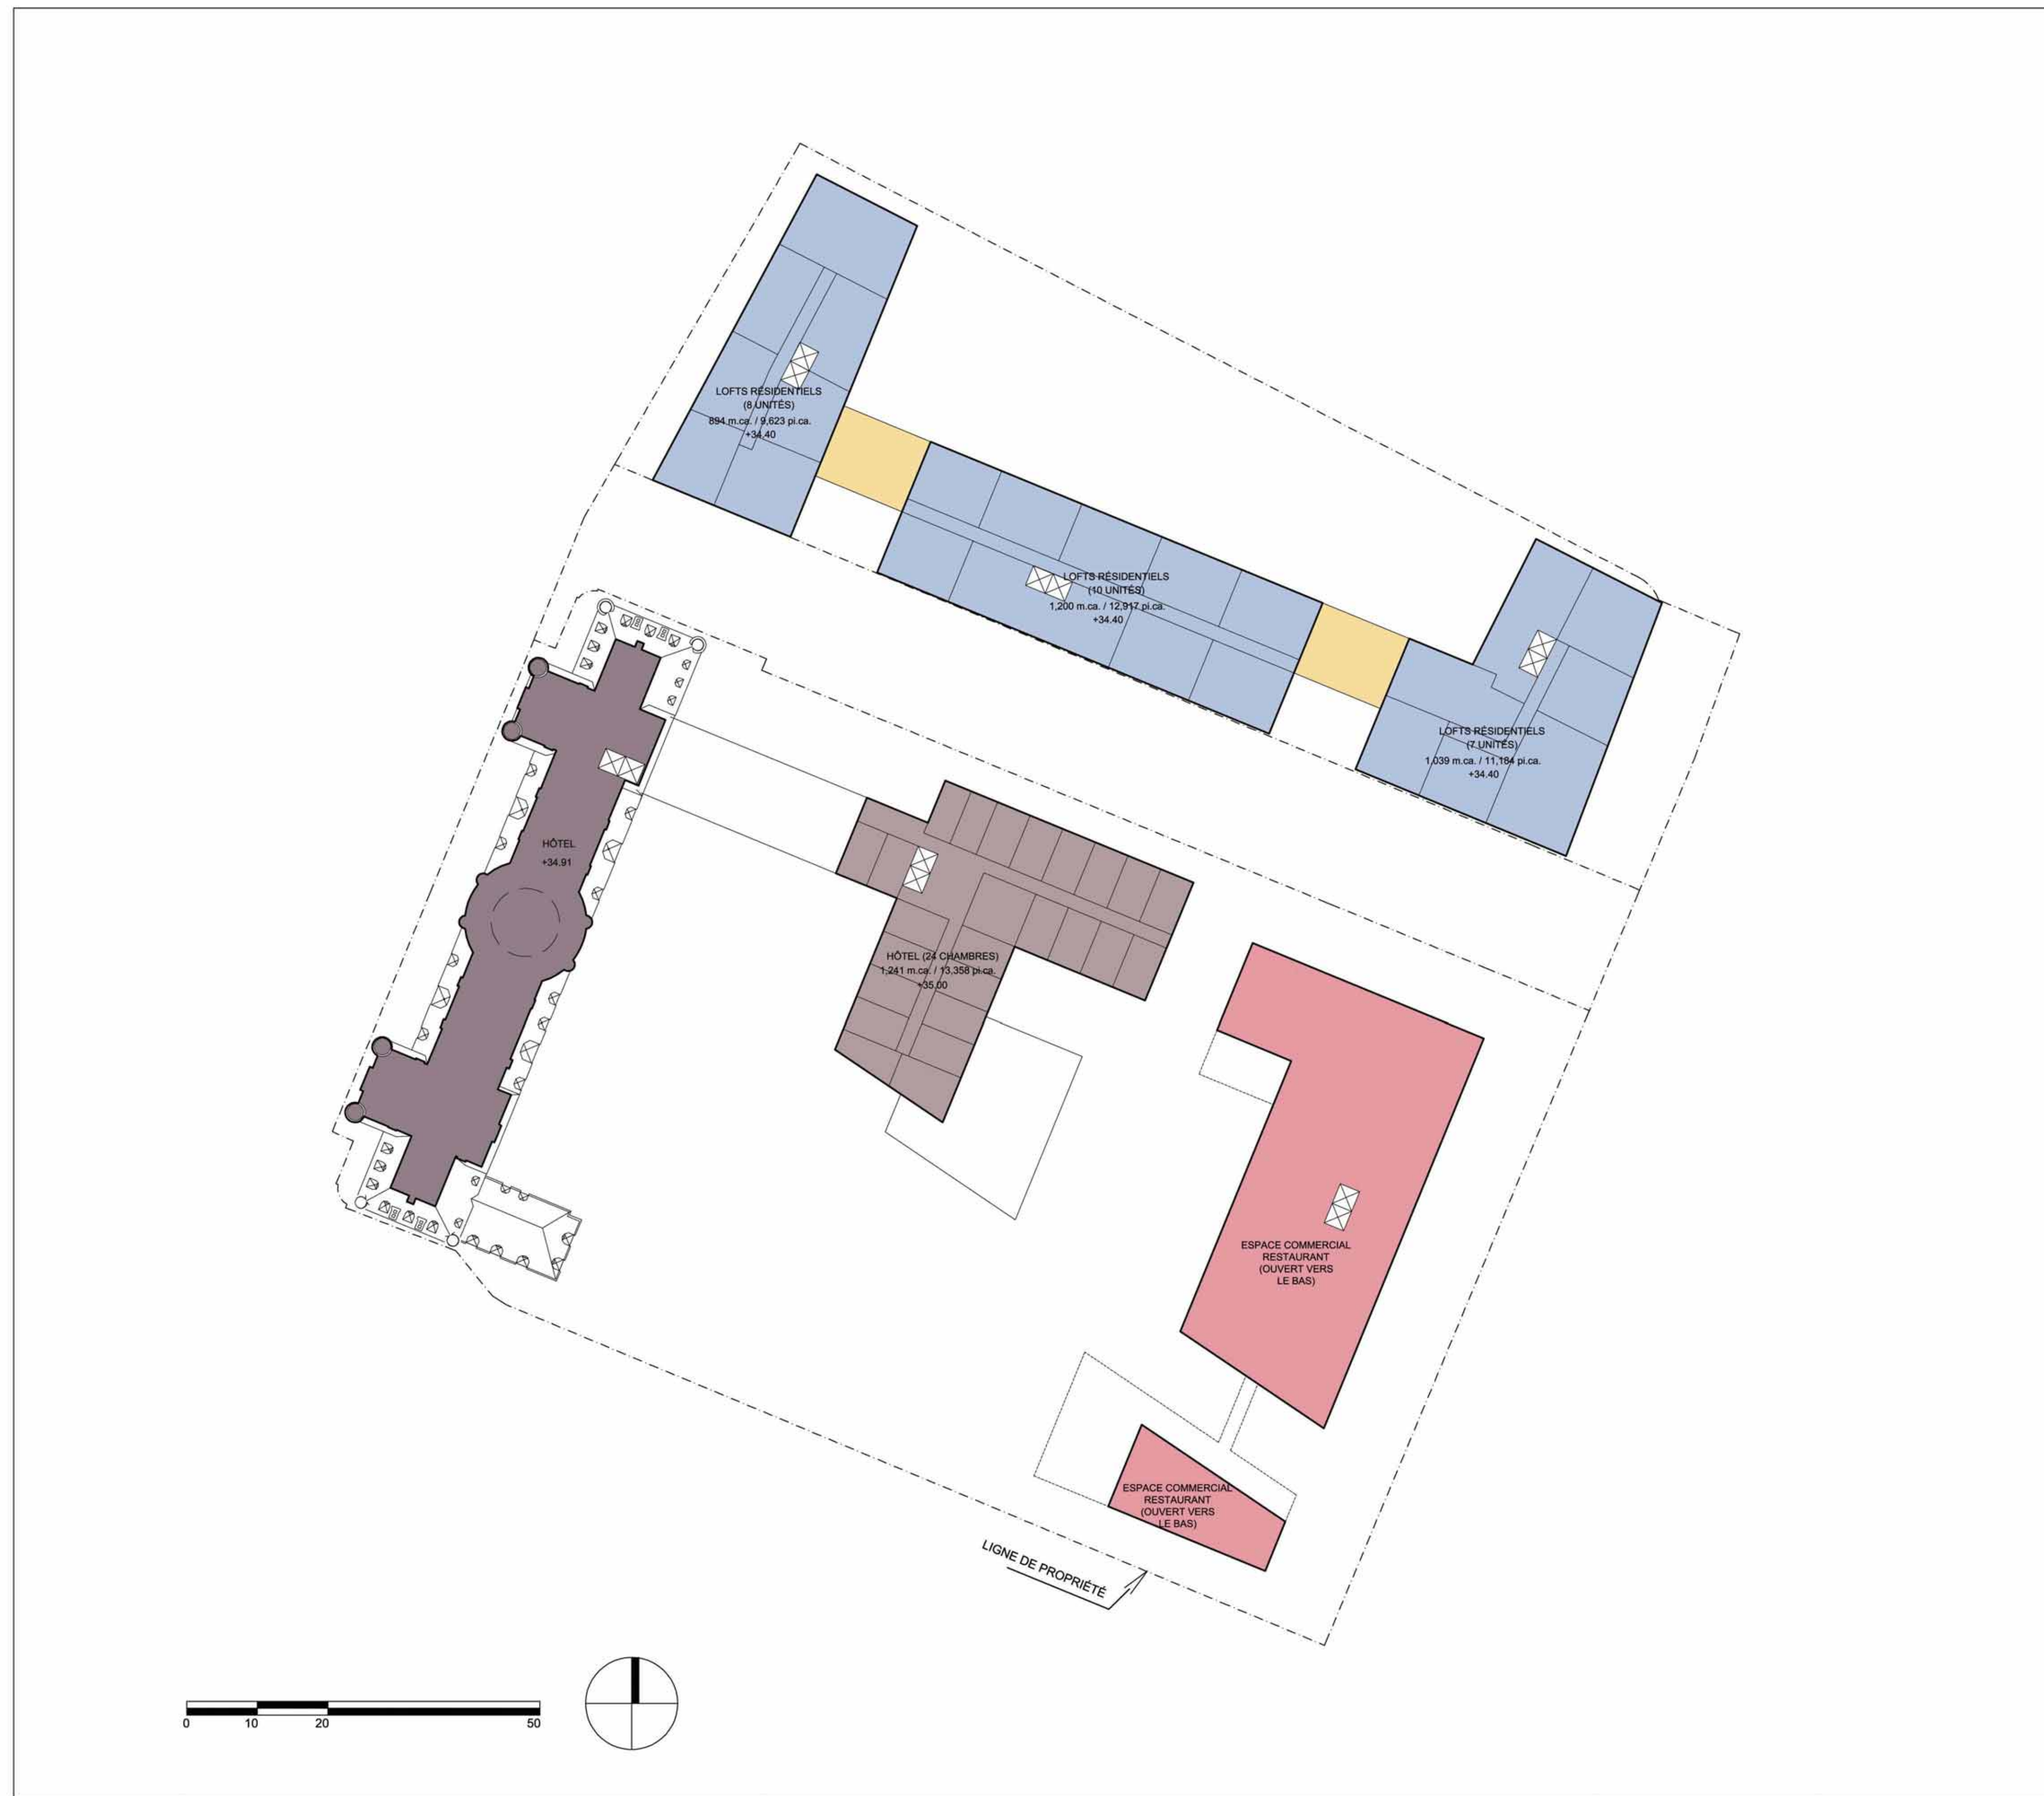 LOFTS RÉSIDENTIELS
(8 UNITÉS)
894 m.ca. / 9,623 pi.ca.
+34.40
LOFTS RÉSIDENTIELS
(10 UNITÉS)
1,200 m.ca. / 12,917 pi.ca.
+34.40
LOFTS RÉSIDENTIELS
(7 UNITÉS)
1,039 m.ca. / 11,184 pi.ca.
+34.40
HÔTEL
+34.91
HÔTEL (24 CHAMBRES)
1,241 m.ca. / 13,358 pi.ca.
+35.00
ESPACE COMMERCIAL
RESTAURANT
(OUVERT VERS
LE BAS)
ESPACE COMMERCIAL
RESTAURANT
(OUVERT VERS
LE BAS)
LIGNE DE PROPRIÉTÉ
0 10 20 50